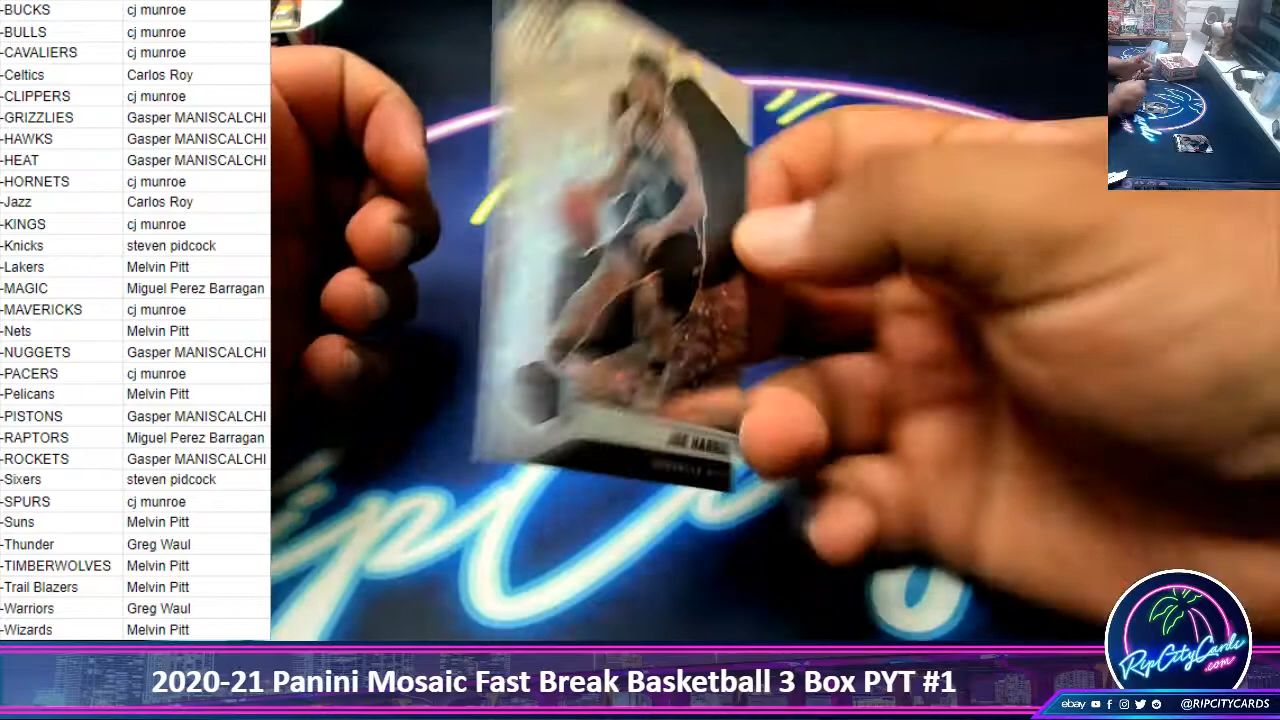 -BUCKS cj munroe
-BULLS cj munroe
-CAVALIERS cj munroe
-Celtics Carlos Roy
-CLIPPERS cj munroe
-GRIZZLIES Gasper MANISCALCHI
-HAWKS Gasper MANISCALCHI
-HEAT Gasper MANISCALCHI
-HORNETS cj munroe
-Jazz Carlos Roy
-KINGS cj munroe
-Knicks steven pidcock
-Lakers Melvin Pitt
-MAGIC Miguel Perez Barragan
-MAVERICKS cj munroe
-Nets Melvin Pitt
-NUGGETS Gasper MANISCALCHI
-PACERS cj munroe
-Pelicans Melvin Pitt
-PISTONS Gasper MANISCALCHI
-RAPTORS Miguel Perez Barragan
-ROCKETS Gasper MANISCALCHI
-Sixers steven pidcock
-SPURS cj munroe
-Suns Melvin Pitt
-Thunder Greg Waul
-TIMBERWOLVES Melvin Pitt
-Trail Blazers Melvin Pitt
-Warriors Greg Waul
-Wizards Melvin Pitt
JOE
RipCityCards
.com
2020-21 Panini Mosaic Fast Break Basketball 3 Box PYT #1
ebay @RIPCITYCARDS